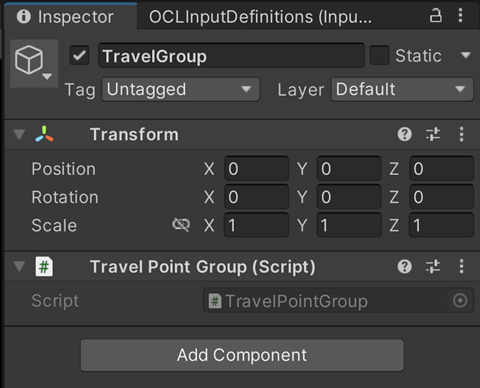 Inspector OCLInputDefinitions (Inpu...
TravelGroup Static
Tag Untagged Layer Default
Transform
Position X 0 Y 0 Z 0
Rotation X 0 Y 0 Z 0
Scale X 1 Y 1 Z 1
# Travel Point Group (Script)
Script # TravelPointGroup
Add Component